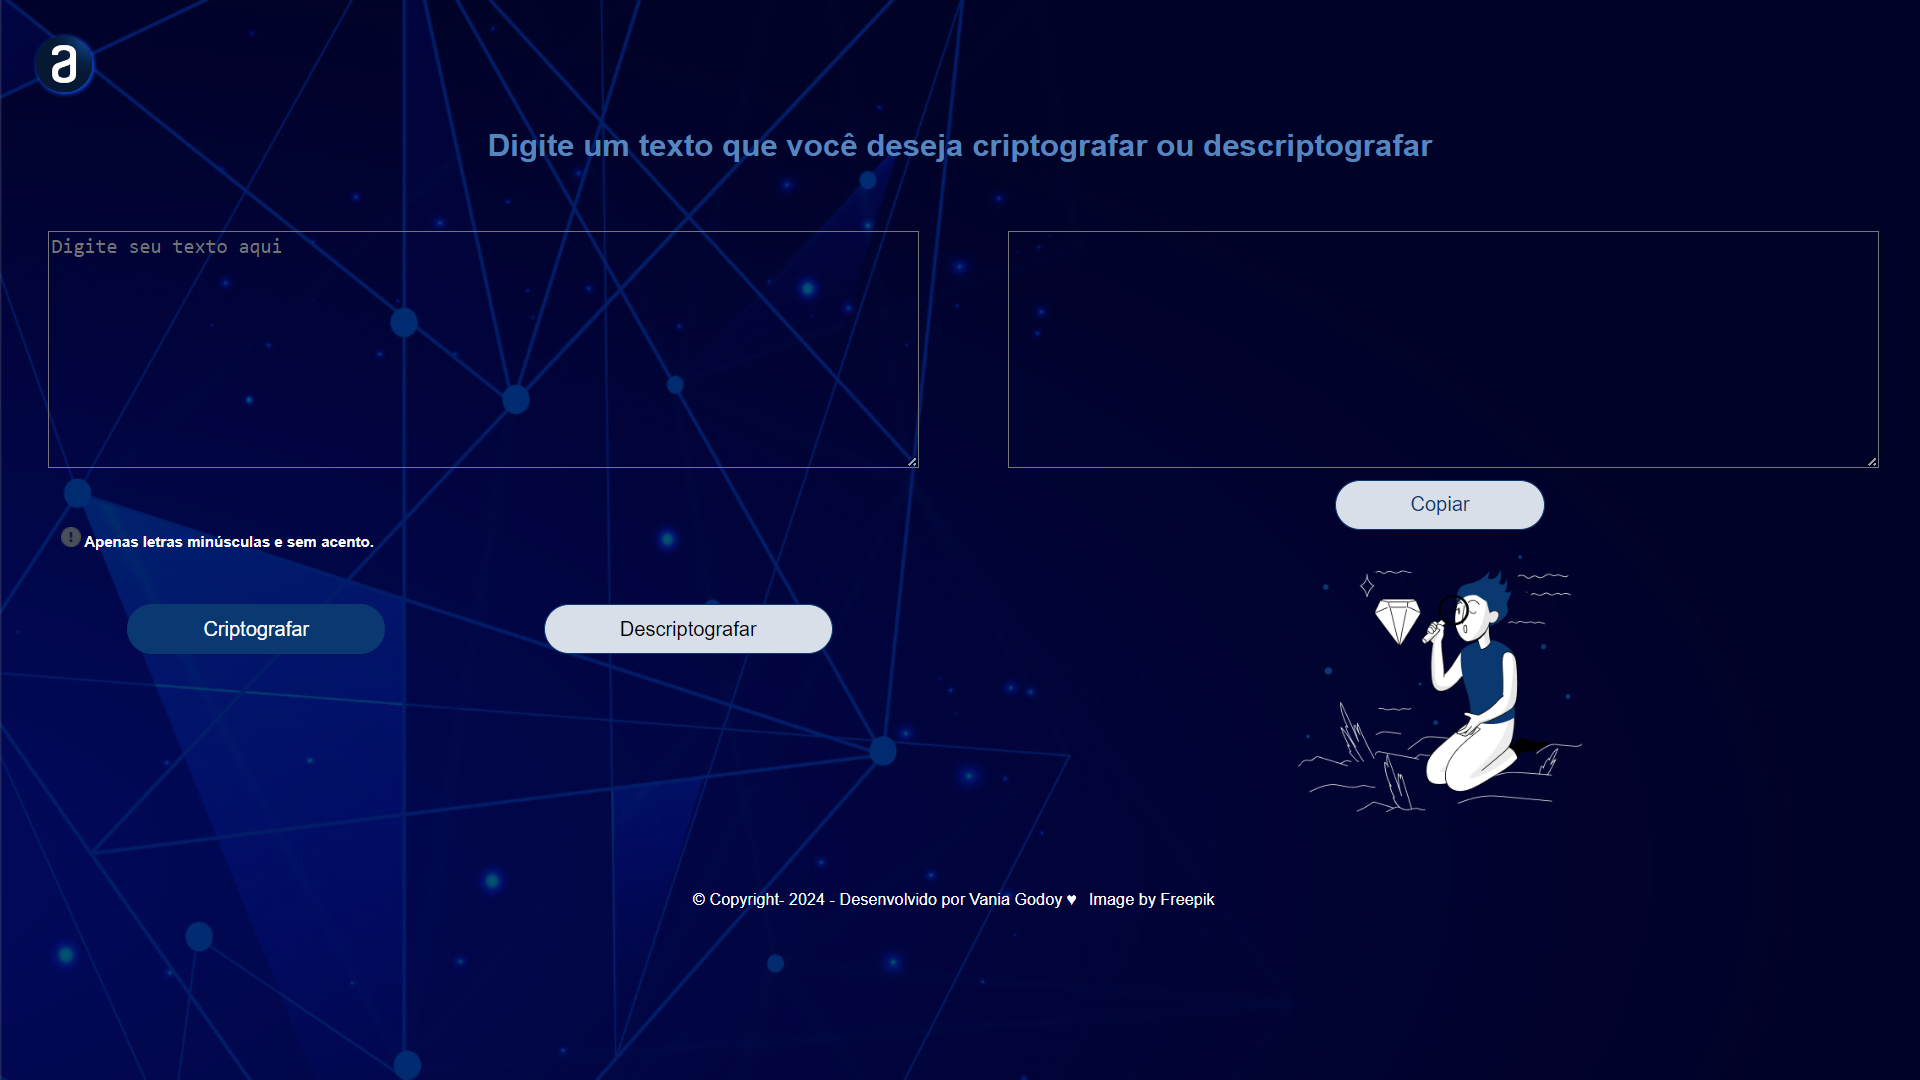 a
Digite um texto que você deseja criptografar ou descriptografar
Digite seu texto aqui
Copiar
! Apenas letras minúsculas e sem acento.
Criptografar
Descriptografar
© Copyright- 2024 - Desenvolvido por Vania Godoy ♥ Image by Freepik